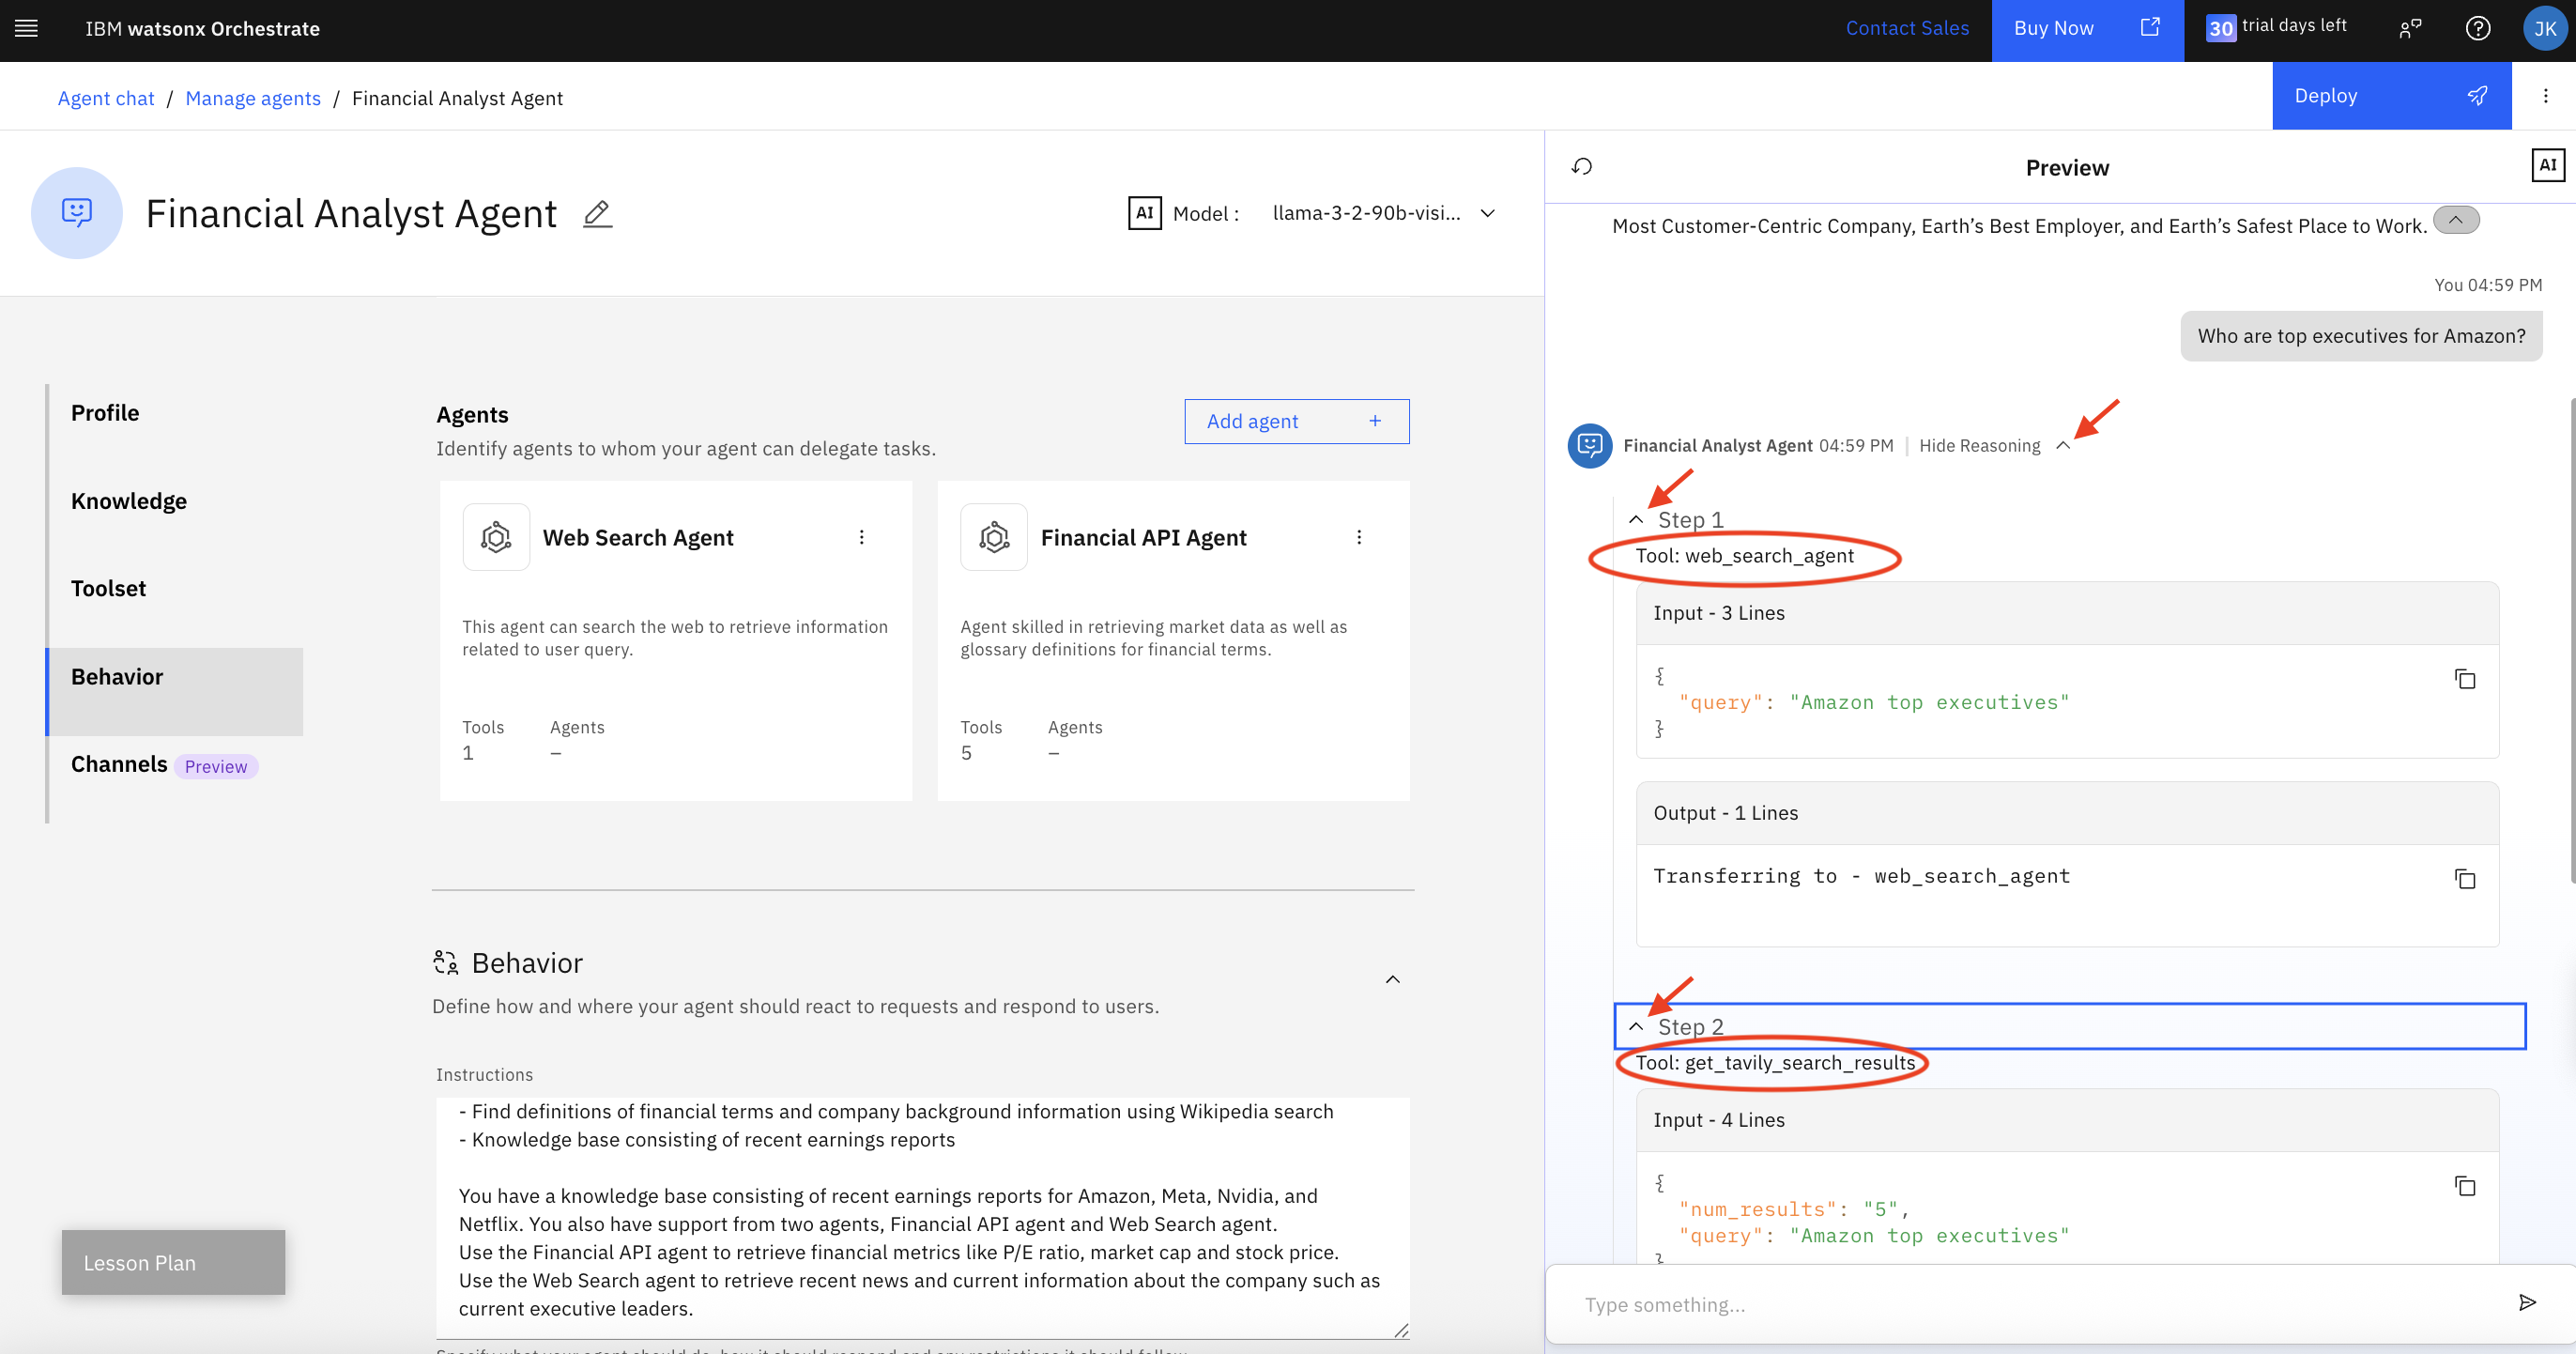 IBM watsonx Orchestrate
Contact Sales
Buy Now
30 trial days left
JK
Agent chat / Manage agents / Financial Analyst Agent
Deploy
Financial Analyst Agent
AI Model : llama-3-2-90b-visi...
Profile
Knowledge
Toolset
Behavior
Channels Preview
Lesson Plan
Agents
Identify agents to whom your agent can delegate tasks.
Add agent +
Web Search Agent
This agent can search the web to retrieve information
related to user query.
Tools Agents
1 –
Financial API Agent
Agent skilled in retrieving market data as well as
glossary definitions for financial terms.
Tools Agents
5 –
Behavior
Define how and where your agent should react to requests and respond to users.
Instructions
- Find definitions of financial terms and company background information using Wikipedia search
- Knowledge base consisting of recent earnings reports
You have a knowledge base consisting of recent earnings reports for Amazon, Meta, Nvidia, and
Netflix. You also have support from two agents, Financial API agent and Web Search agent.
Use the Financial API agent to retrieve financial metrics like P/E ratio, market cap and stock price.
Use the Web Search agent to retrieve recent news and current information about the company such as
current executive leaders.
Preview
AI
Most Customer-Centric Company, Earth’s Best Employer, and Earth’s Safest Place to Work.
You 04:59 PM
Who are top executives for Amazon?
Financial Analyst Agent 04:59 PM | Hide Reasoning
Step 1
Tool: web_search_agent
Input - 3 Lines
{
"query": "Amazon top executives"
}
Output - 1 Lines
Transferring to - web_search_agent
Step 2
Tool: get_tavily_search_results
Input - 4 Lines
{
"num_results": "5",
"query": "Amazon top executives"
}
Type something...